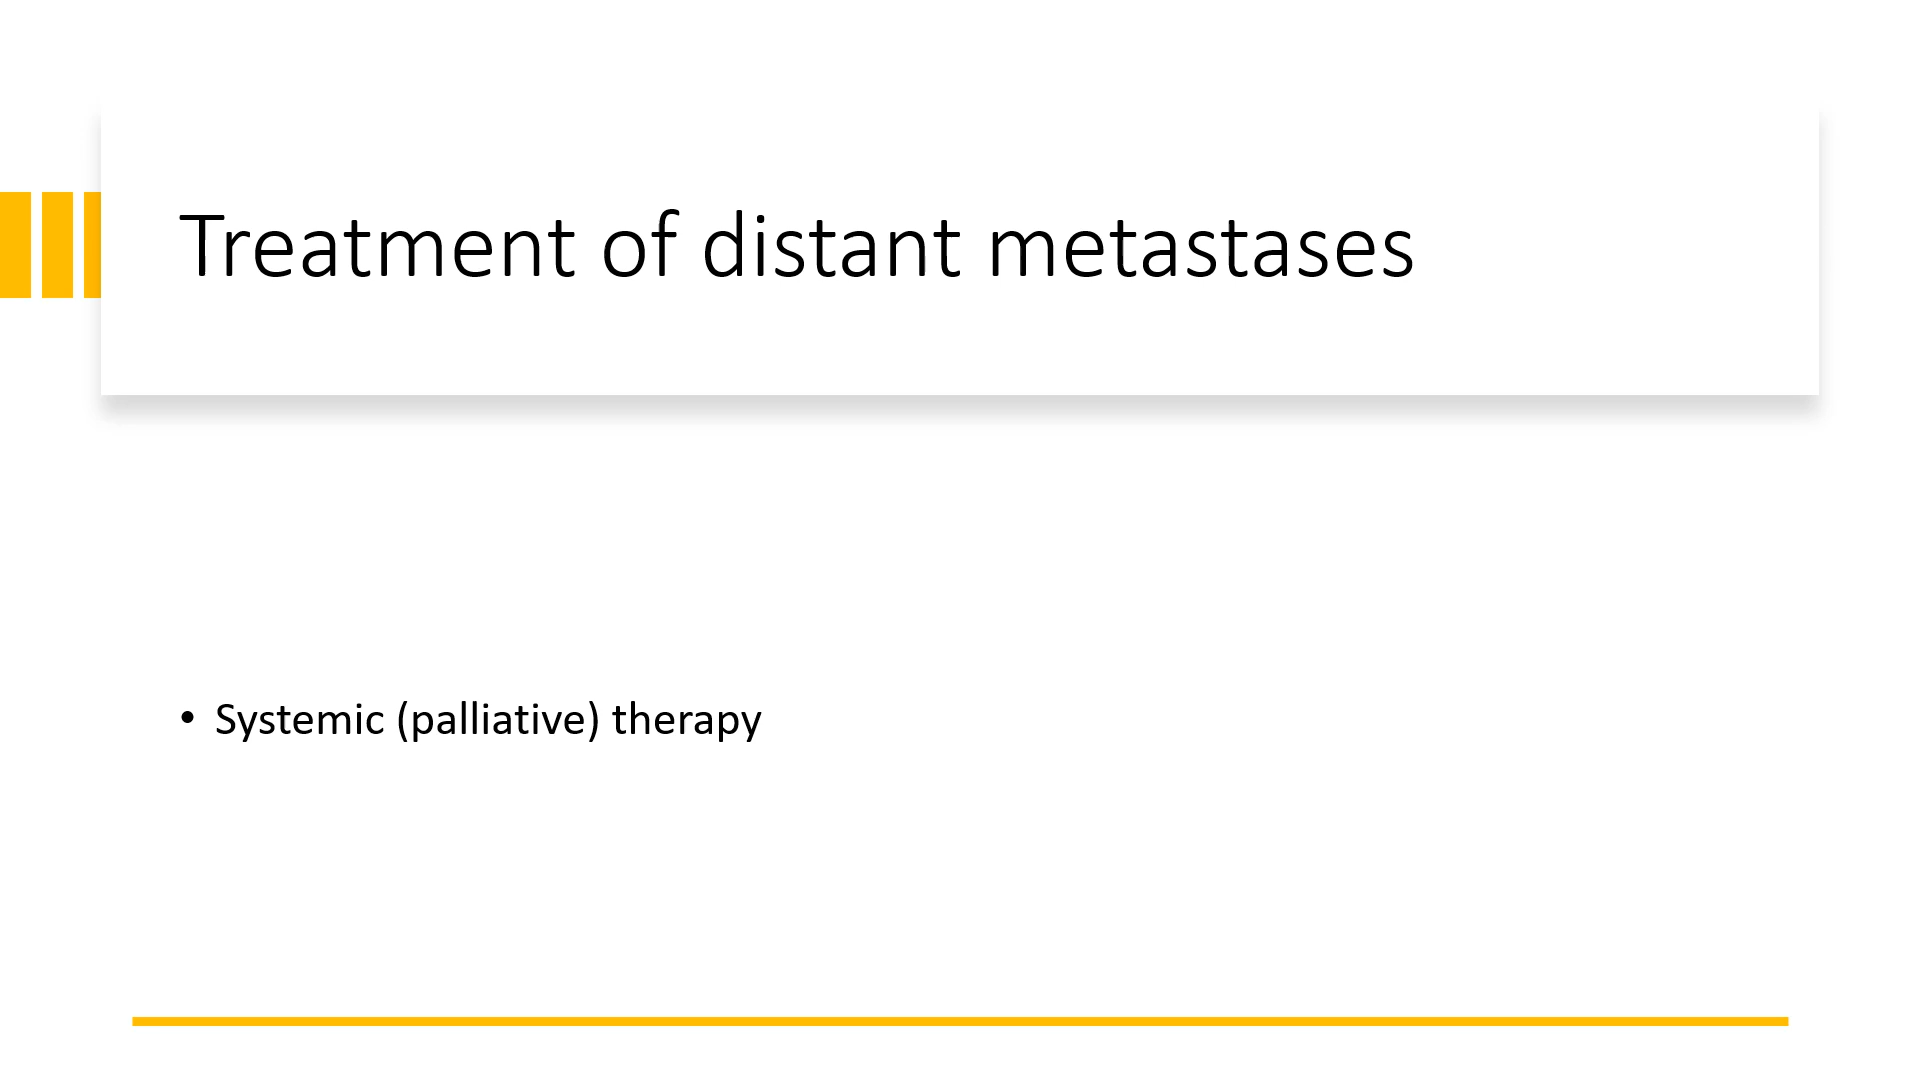 Treatment of distant metastases
• Systemic (palliative) therapy